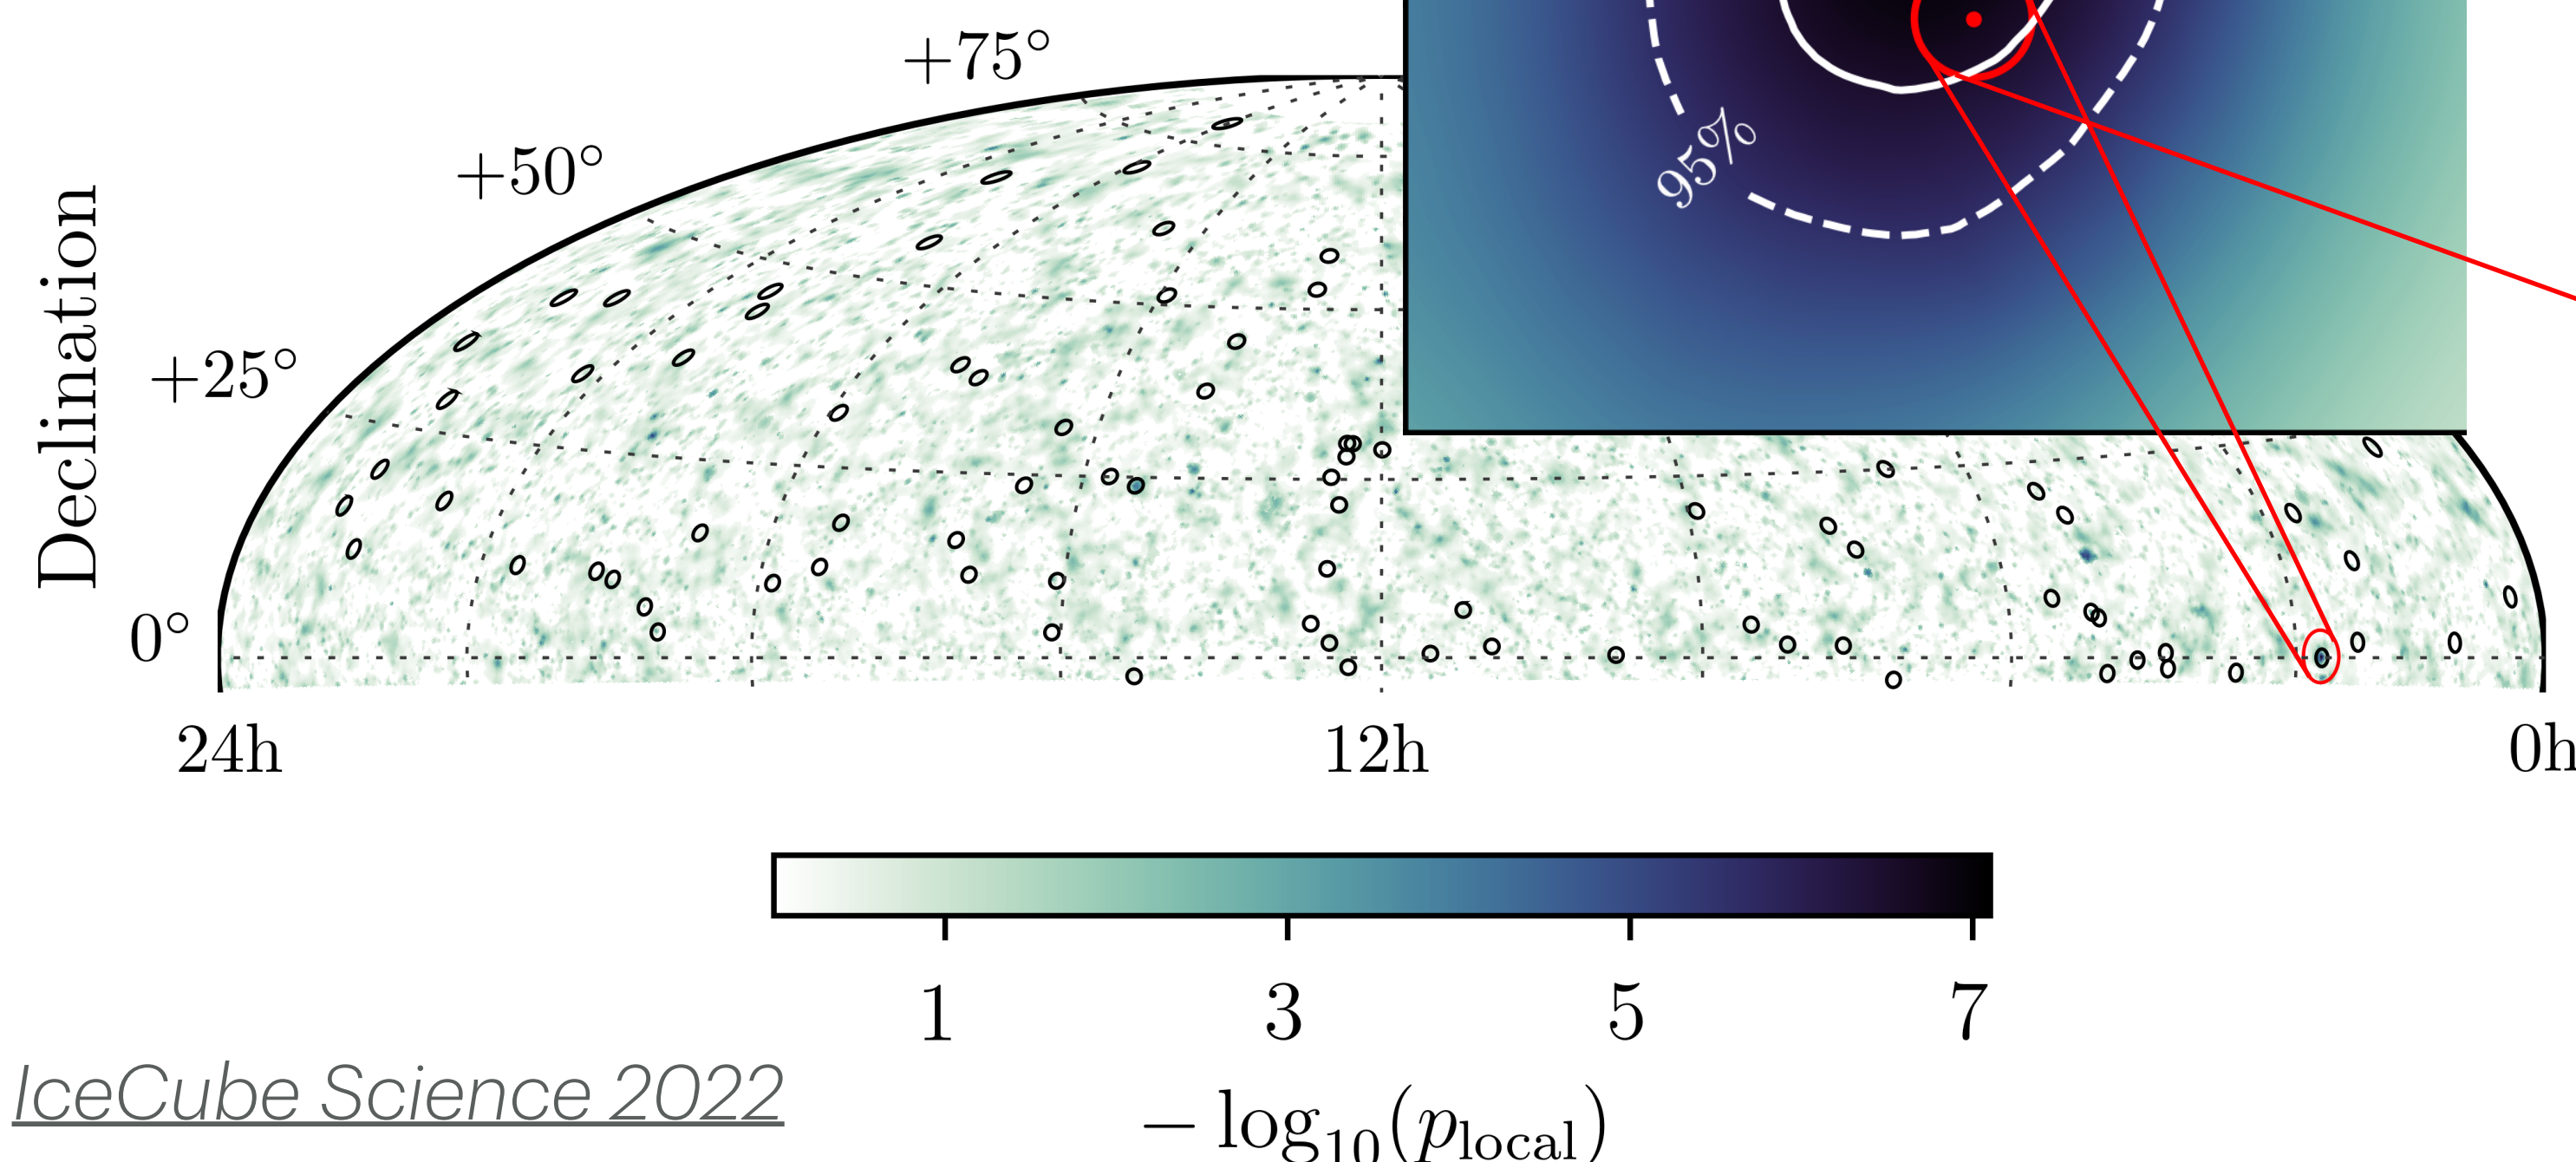 +75°
+50°
95%
+25°
Declination
0°
24h
12h
0h
1
3
5
7
− log10(plocal)
IceCube Science 2022